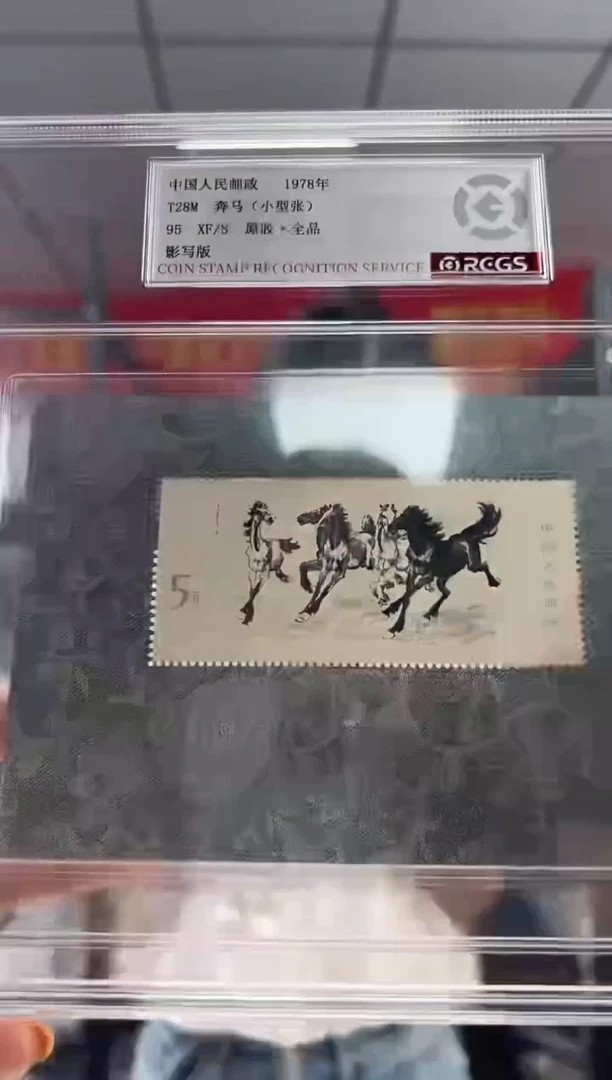 中国人民邮政 1978年
T28M 奔马（小型张）
95 XF/S 原胶·全品
影写版
COIN STAMP RECOGNITION SERVICE RCGS
5